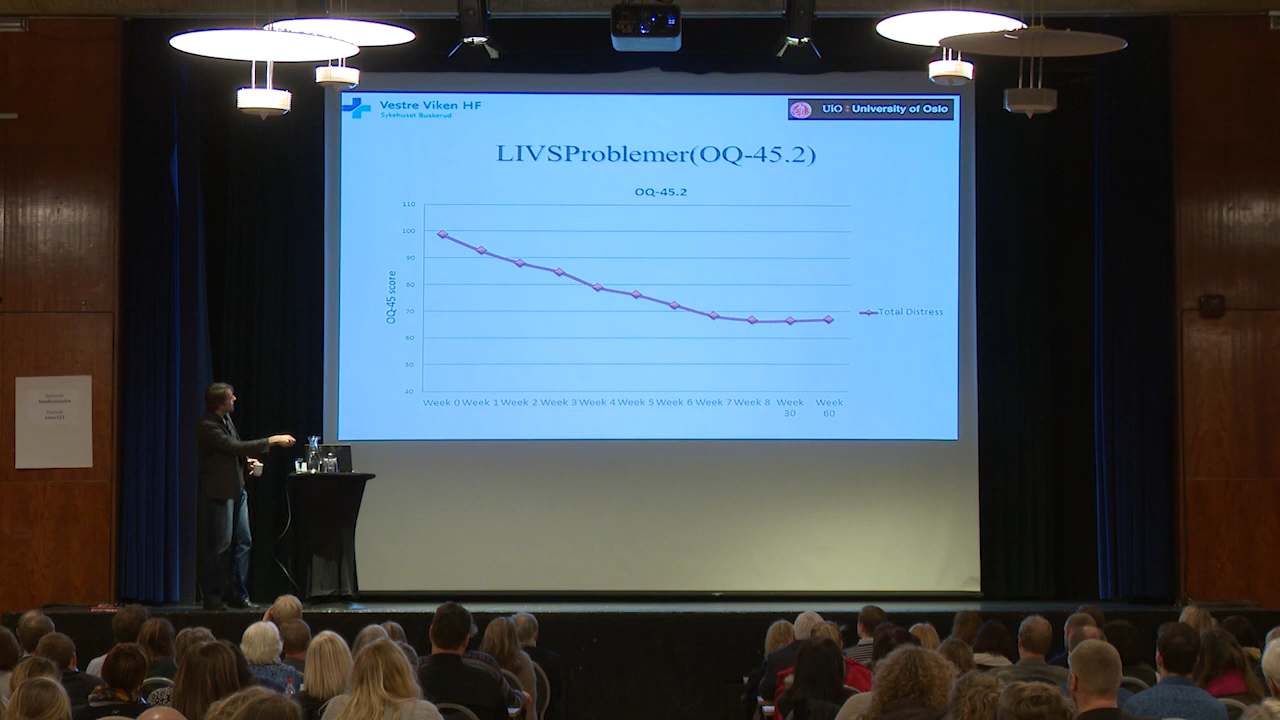 Vestre Viken HF
Sykehuset Buskerud
UiO University of Oslo
LIVSProblemer(OQ-45.2)
OQ-45.2
110
100
90
80
70
60
50
40
OQ-45 score
Total Distress
Week 0 Week 1 Week 2 Week 3 Week 4 Week 5 Week 6 Week 7 Week 8 Week 30 Week 60